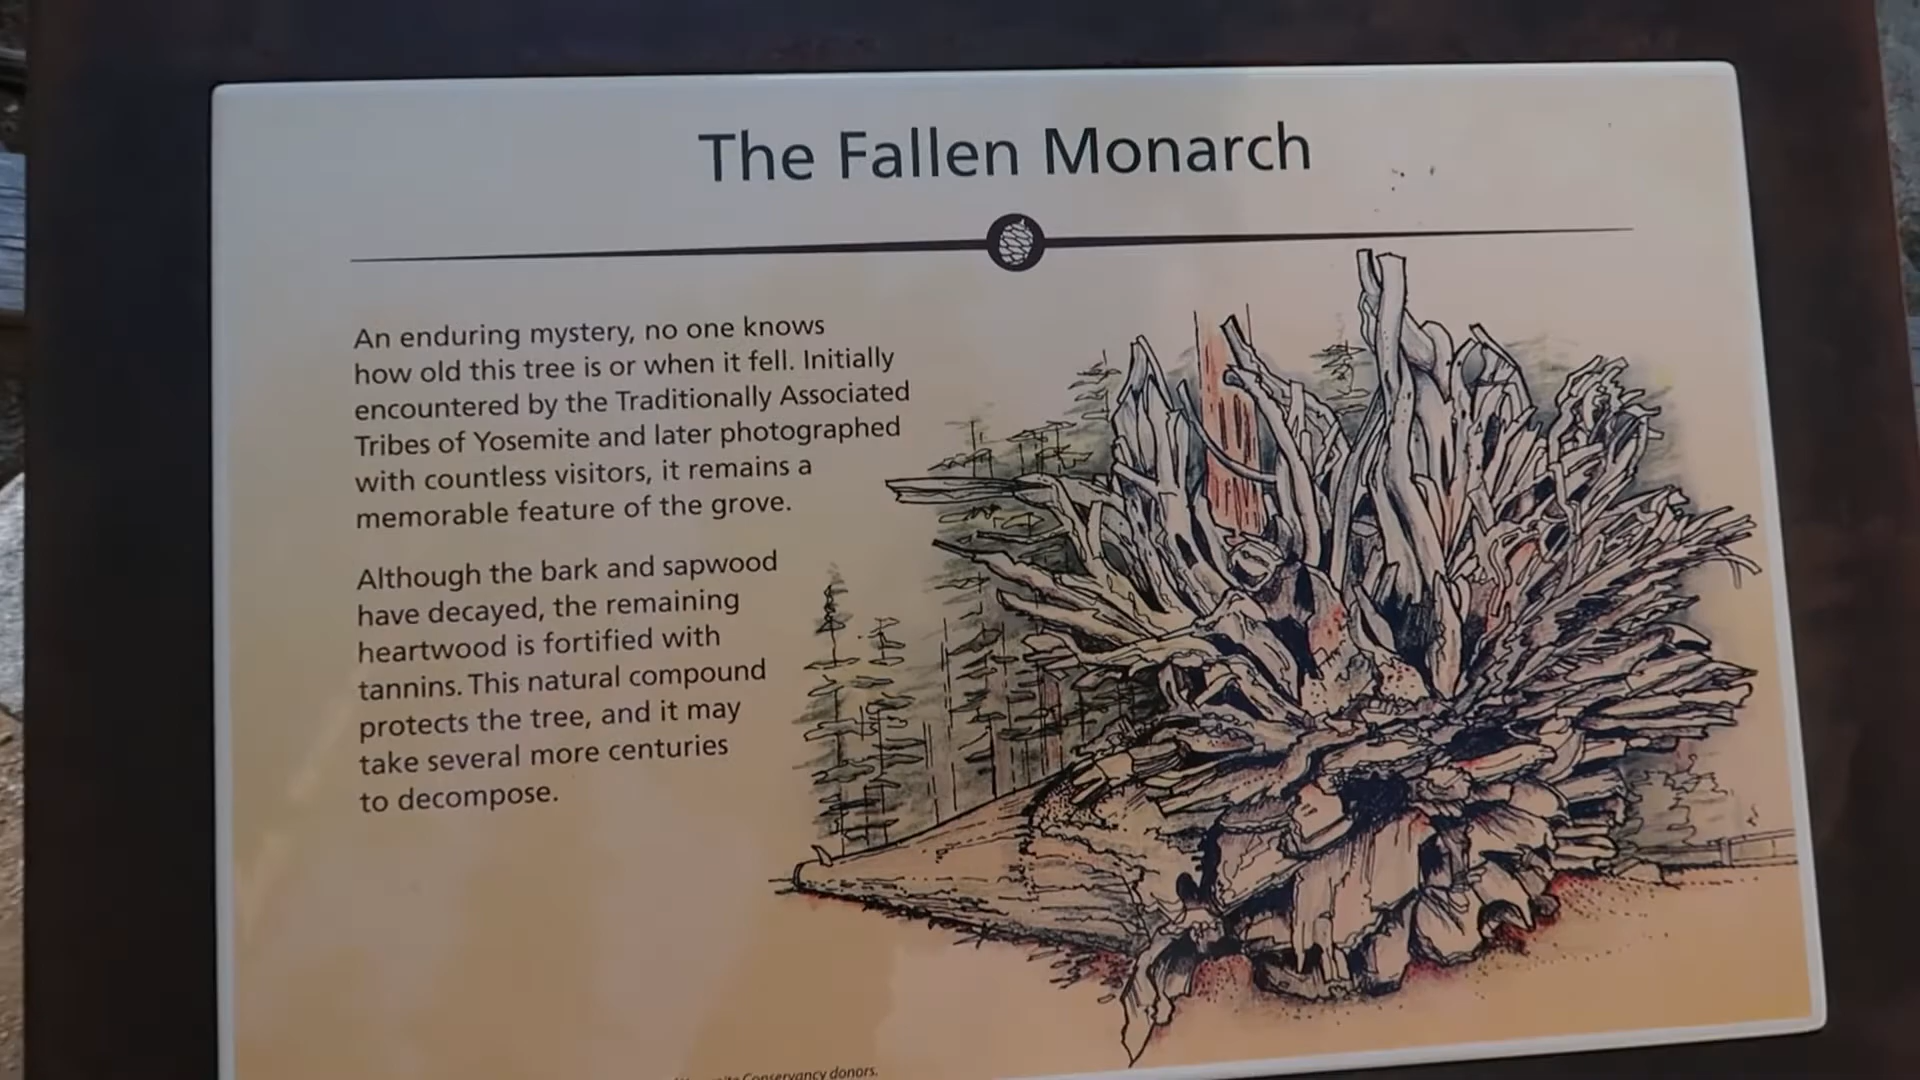 The Fallen Monarch
An enduring mystery, no one knows
how old this tree is or when it fell. Initially
encountered by the Traditionally Associated
Tribes of Yosemite and later photographed
with countless visitors, it remains a
memorable feature of the grove.
Although the bark and sapwood
have decayed, the remaining
heartwood is fortified with
tannins. This natural compound
protects the tree, and it may
take several more centuries
to decompose.
Conservancy donors.